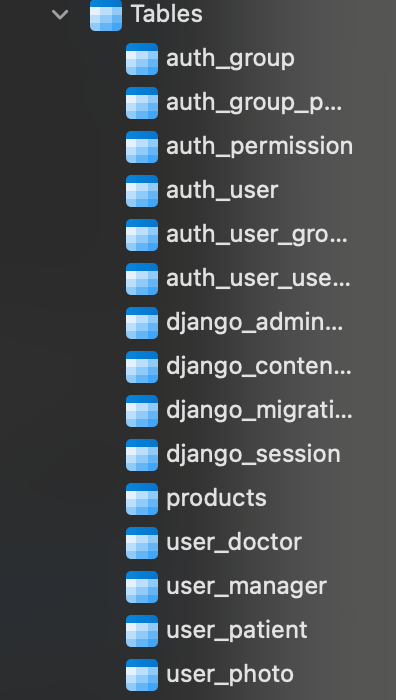 Tables
auth_group
auth_group_p...
auth_permission
auth_user
auth_user_gro...
auth_user_use...
django_admin...
django_conten...
django_migrati...
django_session
products
user_doctor
user_manager
user_patient
user_photo